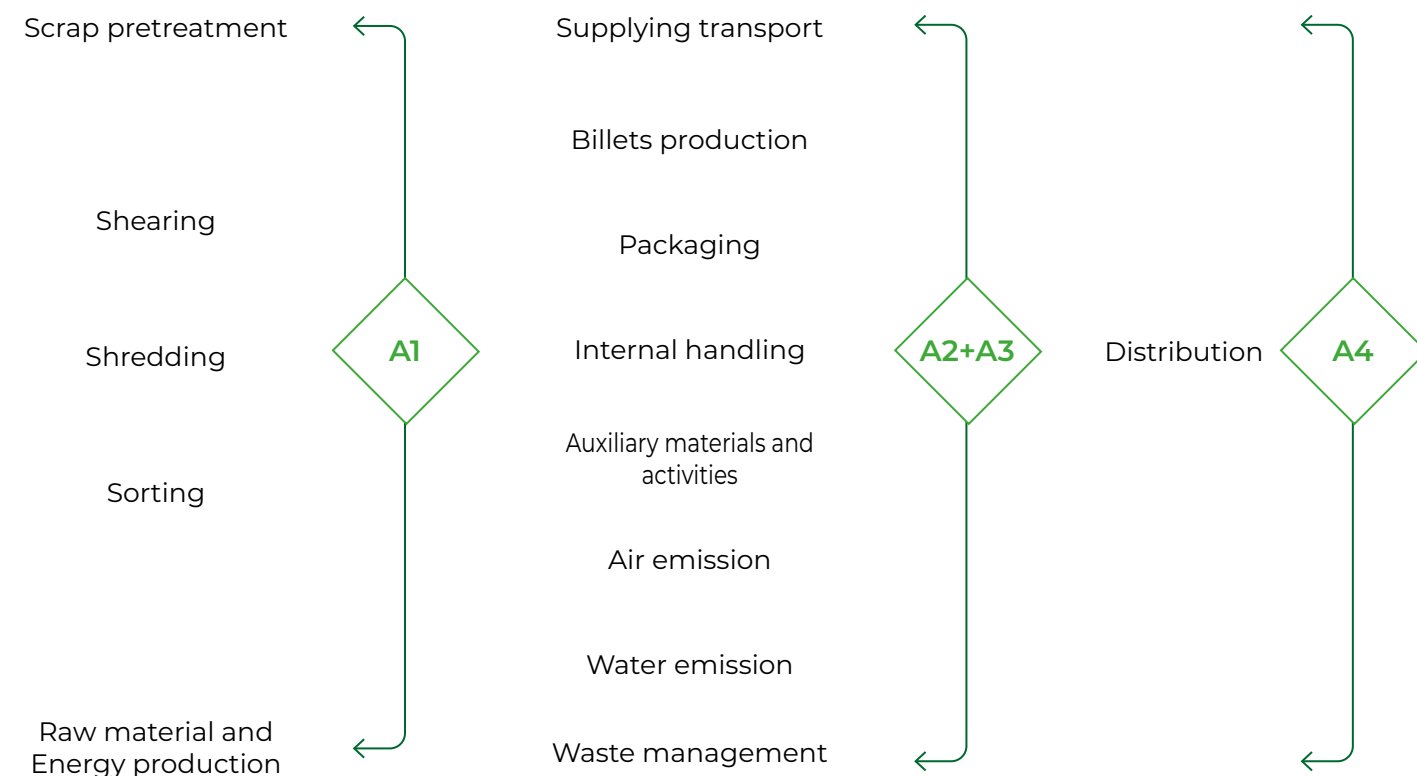 Scrap pretreatment
Shearing
Shredding
Sorting
Raw material and
Energy production
A1
Supplying transport
Billets production
Packaging
Internal handling
Auxiliary materials and
activities
Air emission
Water emission
Waste management
A2+A3
Distribution
A4